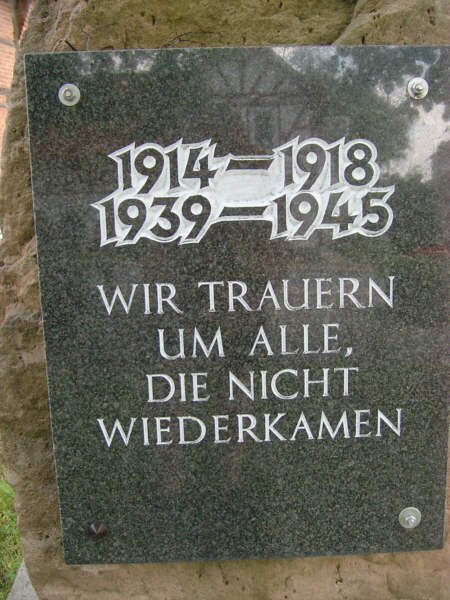 1914–1918
1939–1945
WIR TRAUERN
UM ALLE,
DIE NICHT
WIEDERKAMEN